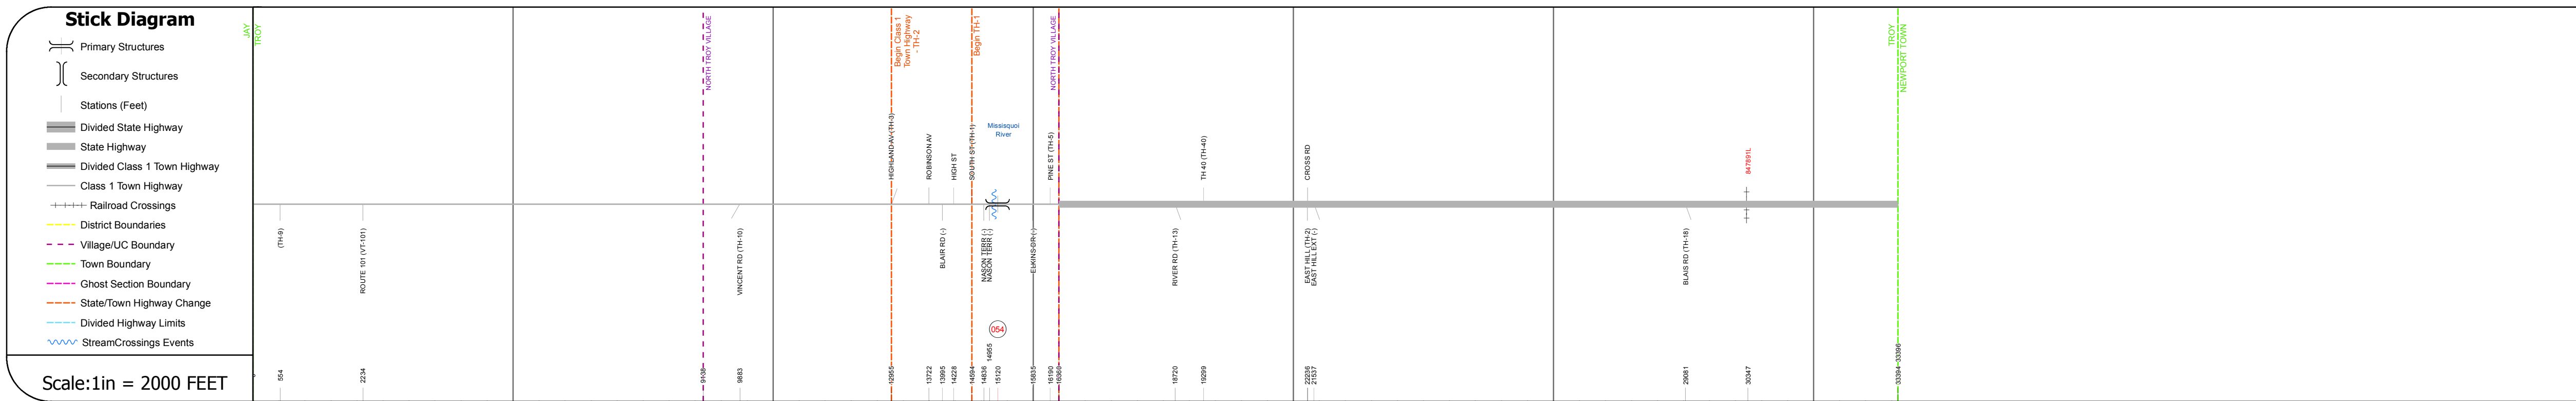 Stick Diagram
Primary Structures
Secondary Structures
Stations (Feet)
Divided State Highway
State Highway
Divided Class 1 Town Highway
Class 1 Town Highway
Railroad Crossings
District Boundaries
Village/UC Boundary
Town Boundary
Ghost Section Boundary
State/Town Highway Change
Divided Highway Limits
StreamCrossings Events
Scale:1in = 2000 FEET
JAY
TROY
NORTH TROY VILLAGE
Begin Class 1
Town Highway
- TH-2
Begin TH-1
NORTH TROY VILLAGE
TROY
NEWPORT TOWN
HIGHLAND AV (TH-3)
ROBINSON AV
HIGH ST
SOUTH ST (TH-1)
Missisquoi
River
PINE ST (TH-5)
TH 40 (TH-40)
CROSS RD
847891L
(TH-9)
ROUTE 101 (VT-101)
VINCENT RD (TH-10)
BLAIR RD (-)
NASON TERR (-)
NASON TERR (-)
ELKINS DR (-)
RIVER RD (TH-13)
EAST HILL (TH-2)
EAST HILL EXT (-)
BLAIS RD (TH-18)
054
554
2234
9138
9883
12955
13722
13995
14228
14594
14836
14955
15120
15835
16190
16360
18720
19299
22236
21537
29081
30347
33394
33396